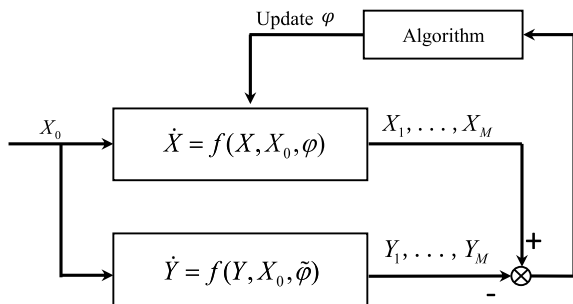 Update φ
Algorithm
X₀
Ẋ = f(X, X₀, φ)
X₁, . . . , X_M
+
Ẏ = f(Y, X₀, φ̃)
Y₁, . . . , Y_M
-